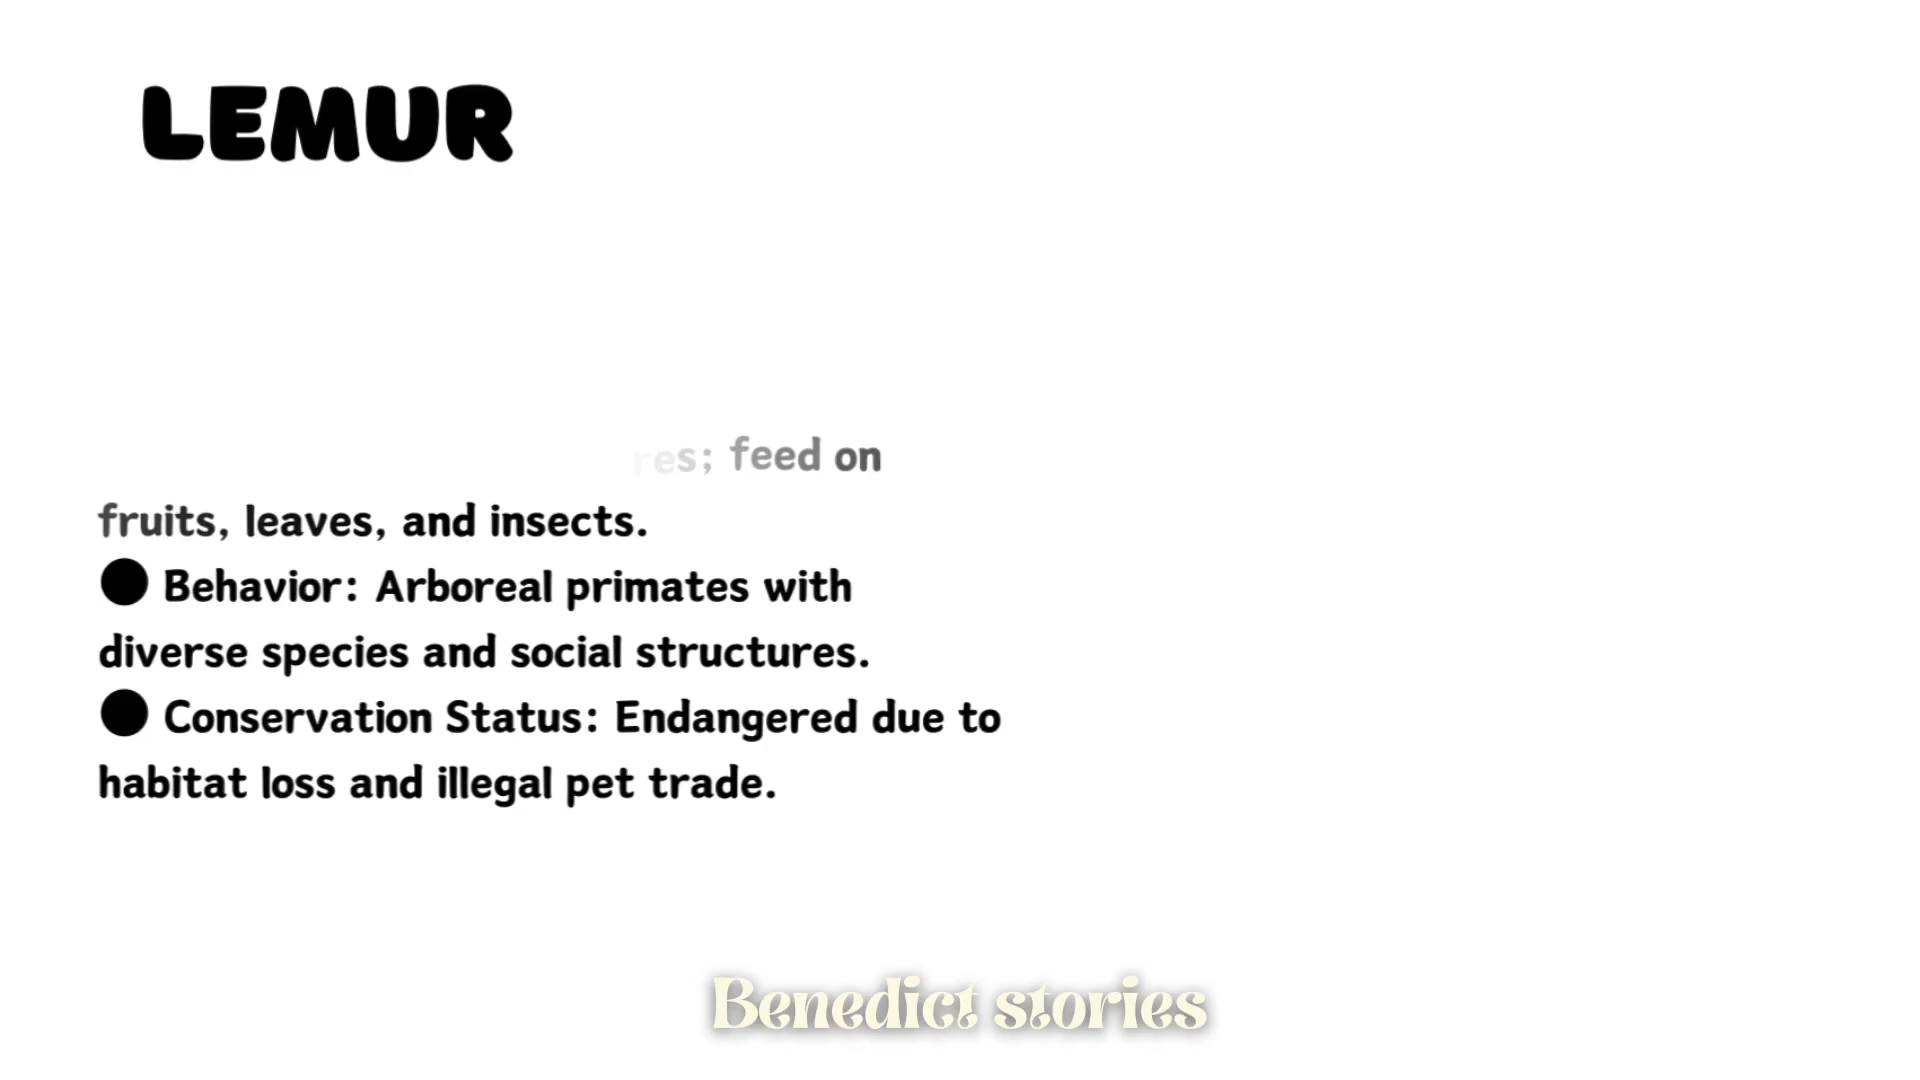 LEMUR
feed on
fruits, leaves, and insects.
● Behavior: Arboreal primates with
diverse species and social structures.
● Conservation Status: Endangered due to
habitat loss and illegal pet trade.
Benedict stories